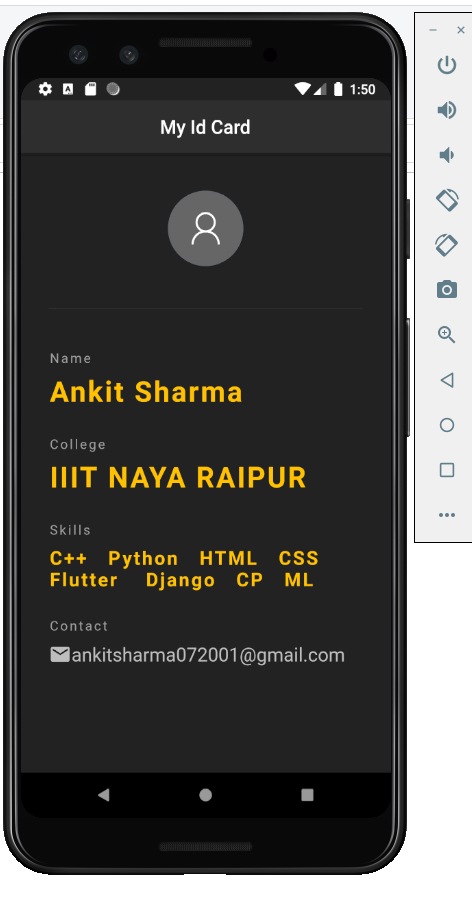 1:50
My Id Card
Name
Ankit Sharma
College
IIIT NAYA RAIPUR
Skills
C++ Python HTML CSS
Flutter Django CP ML
Contact
ankitsharma072001@gmail.com